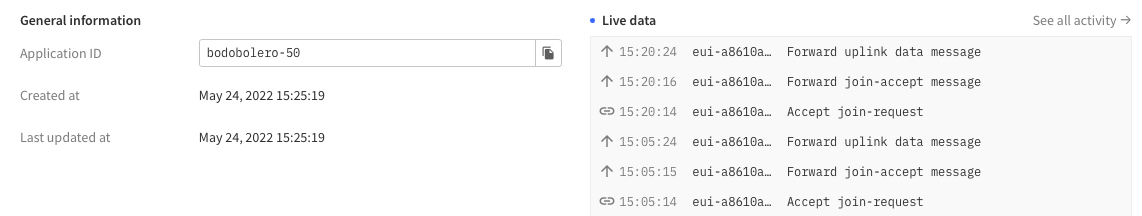 General information
Application ID
bodobolero-50
Created at
May 24, 2022 15:25:19
Last updated at
May 24, 2022 15:25:19
Live data
See all activity →
↑ 15:20:24 eui-a8610a… Forward uplink data message
↑ 15:20:16 eui-a8610a… Forward join-accept message
15:20:14 eui-a8610a… Accept join-request
↑ 15:05:24 eui-a8610a… Forward uplink data message
↑ 15:05:15 eui-a8610a… Forward join-accept message
15:05:14 eui-a8610a… Accept join-request